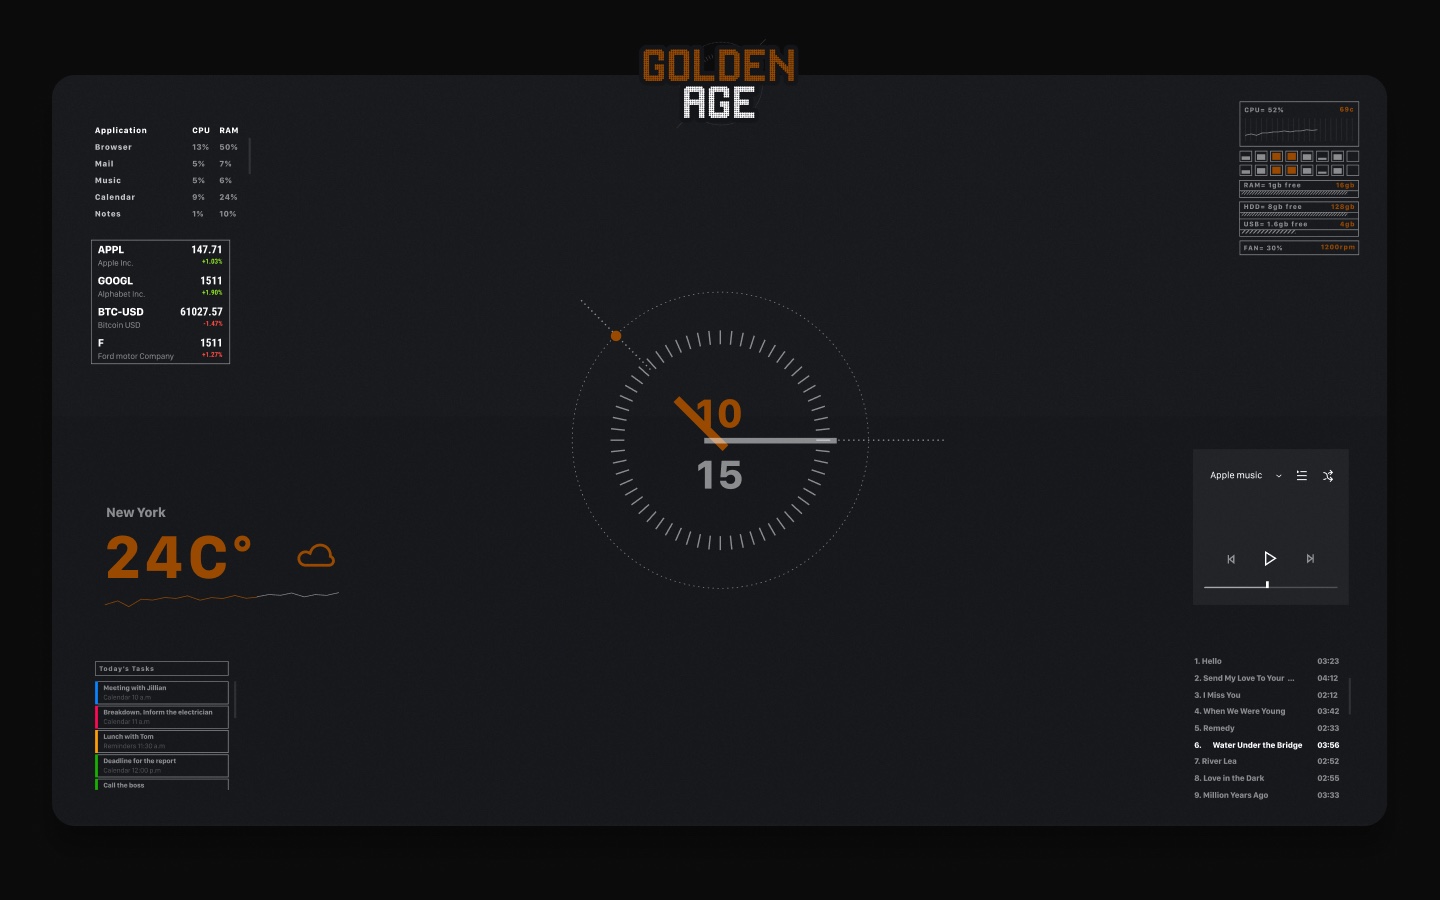 GOLDEN
AGE
Application CPU RAM
Browser 13% 50%
Mail 5% 7%
Music 5% 6%
Calendar 9% 24%
Notes 1% 10%
APPL 147.71
Apple Inc. +1.03%
GOOGL 1511
Alphabet Inc. +1.90%
BTC-USD 61027.57
Bitcoin USD -1.47%
F 1511
Ford motor Company +1.27%
CPU= 52% 69c
RAM= 1gb free 16gb
HDD= 8gb free 128gb
USB= 1.6gb free 4gb
FAN= 30% 1200rpm
10
15
New York
24C°
Apple music
Today's Tasks
Meeting with Jillian
Calendar 10 a.m
Breakdown. Inform the electrician
Calendar 11 a.m
Lunch with Tom
Reminders 11:30 a.m
Deadline for the report
Calendar 12:00 p.m
Call the boss
1. Hello 03:23
2. Send My Love To Your ... 04:12
3. I Miss You 02:12
4. When We Were Young 03:42
5. Remedy 02:33
6. Water Under the Bridge 03:56
7. River Lea 02:52
8. Love in the Dark 02:55
9. Million Years Ago 03:33